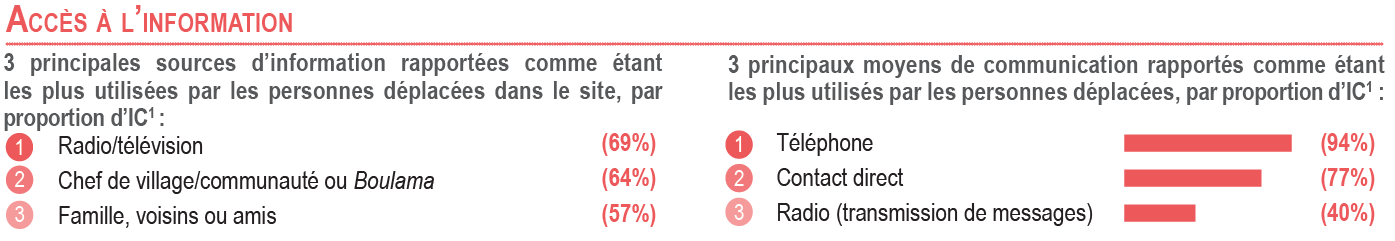 ACCÈS À L'INFORMATION
3 principales sources d'information rapportées comme étant
les plus utilisées par les personnes déplacées dans le site, par
proportion d'IC¹ :
1 Radio/télévision (69%)
2 Chef de village/communauté ou Boulama (64%)
3 Famille, voisins ou amis (57%)
3 principaux moyens de communication rapportés comme étant
les plus utilisés par les personnes déplacées, par proportion d'IC¹ :
1 Téléphone (94%)
2 Contact direct (77%)
3 Radio (transmission de messages) (40%)